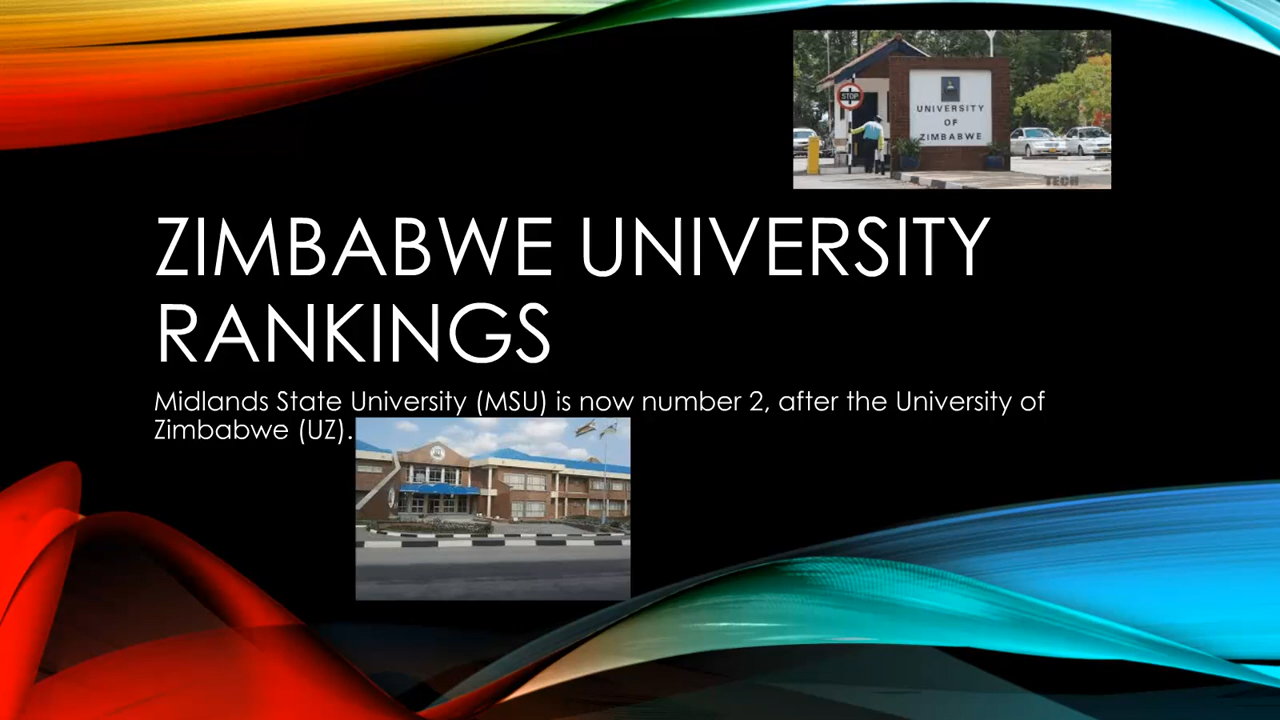 STOP
UNIVERSITY
OF
ZIMBABWE
TECH
ZIMBABWE UNIVERSITY
RANKINGS
Midlands State University (MSU) is now number 2, after the University of
Zimbabwe (UZ).